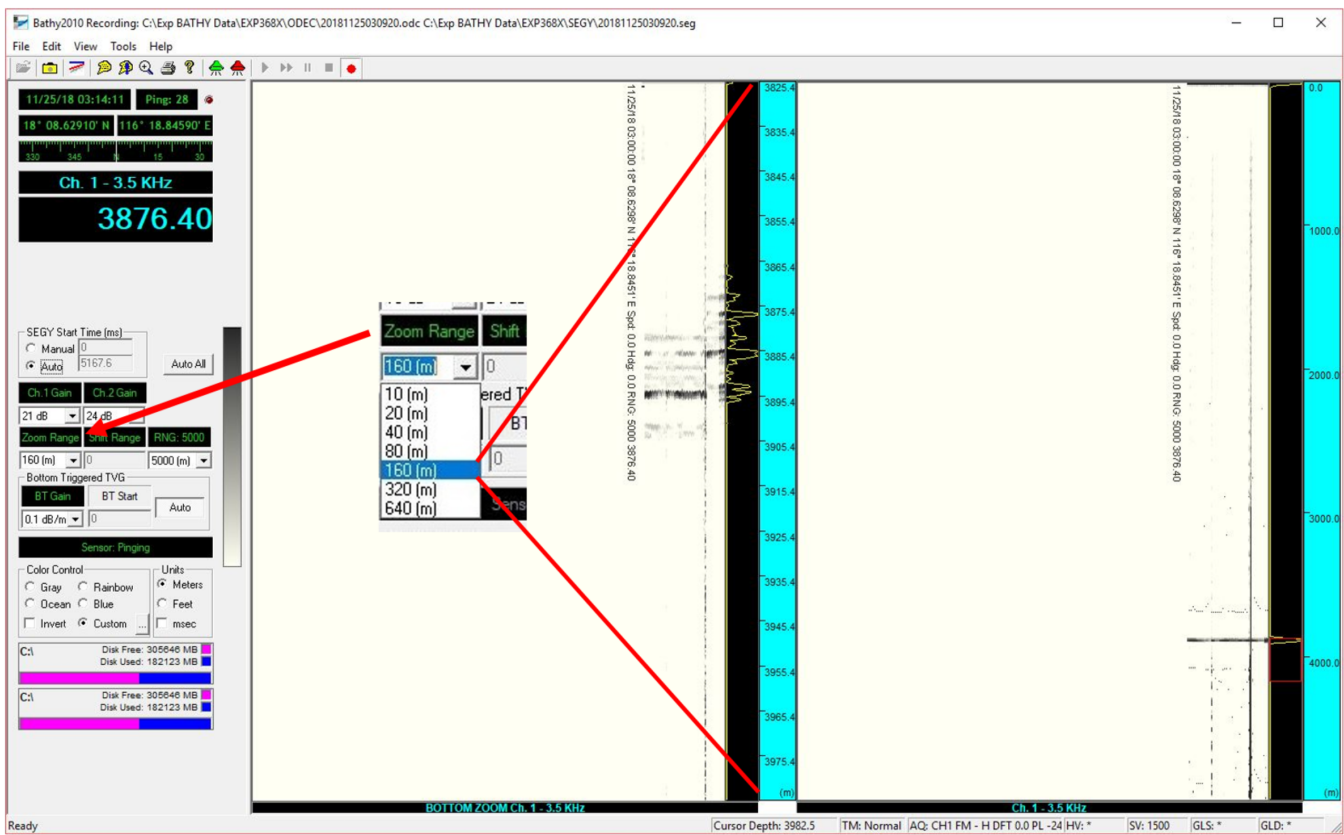 Bathy2010 Recording: C:\Exp BATHY Data\EXP368X\ODEC\20181125030920.odc C:\Exp BATHY Data\EXP368X\SEGY\20181125030920.seg
File Edit View Tools Help
11/25/18 03:14:11 Ping: 28
18° 08.62910' N 116° 18.84590' E
330 345 N 15 30
Ch. 1 - 3.5 KHz
3876.40
SEGY Start Time (ms)
Manual 0
Auto 5167.6 Auto All
Ch.1 Gain Ch.2 Gain
21 dB 24 dB
Zoom Range Shift Range RNG: 5000
160 (m) 0 5000 (m)
Bottom Triggered TVG
BT Gain BT Start Auto
0.1 dB/m 0
Sensor: Pinging
Color Control Units
Gray Rainbow Meters
Ocean Blue Feet
Invert Custom ... msec
C:\ Disk Free: 305646 MB
Disk Used: 182123 MB
C:\ Disk Free: 305646 MB
Disk Used: 182123 MB
Zoom Range Shift
160 (m) 0
10 (m)
20 (m)
40 (m)
80 (m)
160 (m)
320 (m)
640 (m)
ered
BT
0
Sens
11/25/18 03:00:00 18° 08.6298' N 116° 18.8451' E Spd: 0.0 Hdg: 0.0 RNG: 5000 3876.40
3825.4
3835.4
3845.4
3855.4
3865.4
3875.4
3885.4
3895.4
3905.4
3915.4
3925.4
3935.4
3945.4
3955.4
3965.4
3975.4
(m)
BOTTOM ZOOM Ch. 1 - 3.5 KHz
11/25/18 03:00:00 18° 08.6298' N 116° 18.8451' E Spd: 0.0 Hdg: 0.0 RNG: 5000 3876.40
0.0
1000.0
2000.0
3000.0
4000.0
(m)
Ch. 1 - 3.5 KHz
Ready Cursor Depth: 3982.5 TM: Normal AQ: CH1 FM - H DFT 0.0 PL -24 HV: * SV: 1500 GLS: * GLD: *